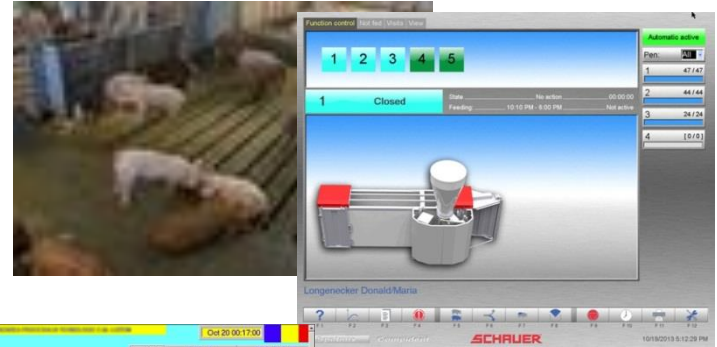 Function control Not fed Visits View
Automatic active
Pen: All
1 2 3 4 5
1 47/47
2 44/44
3 24/24
4 [0/0]
1 Closed
State No action 00:00:00
Feeding 10:10 PM - 8:00 PM Not active
Longenecker Donald/Maria
?
F1 F2 F3 F4 F5 F6 F7 F8 F9 F10 F11 F12
SCHAUER
10/19/2013 5:12:29 PM
Oct 20 00:17:00